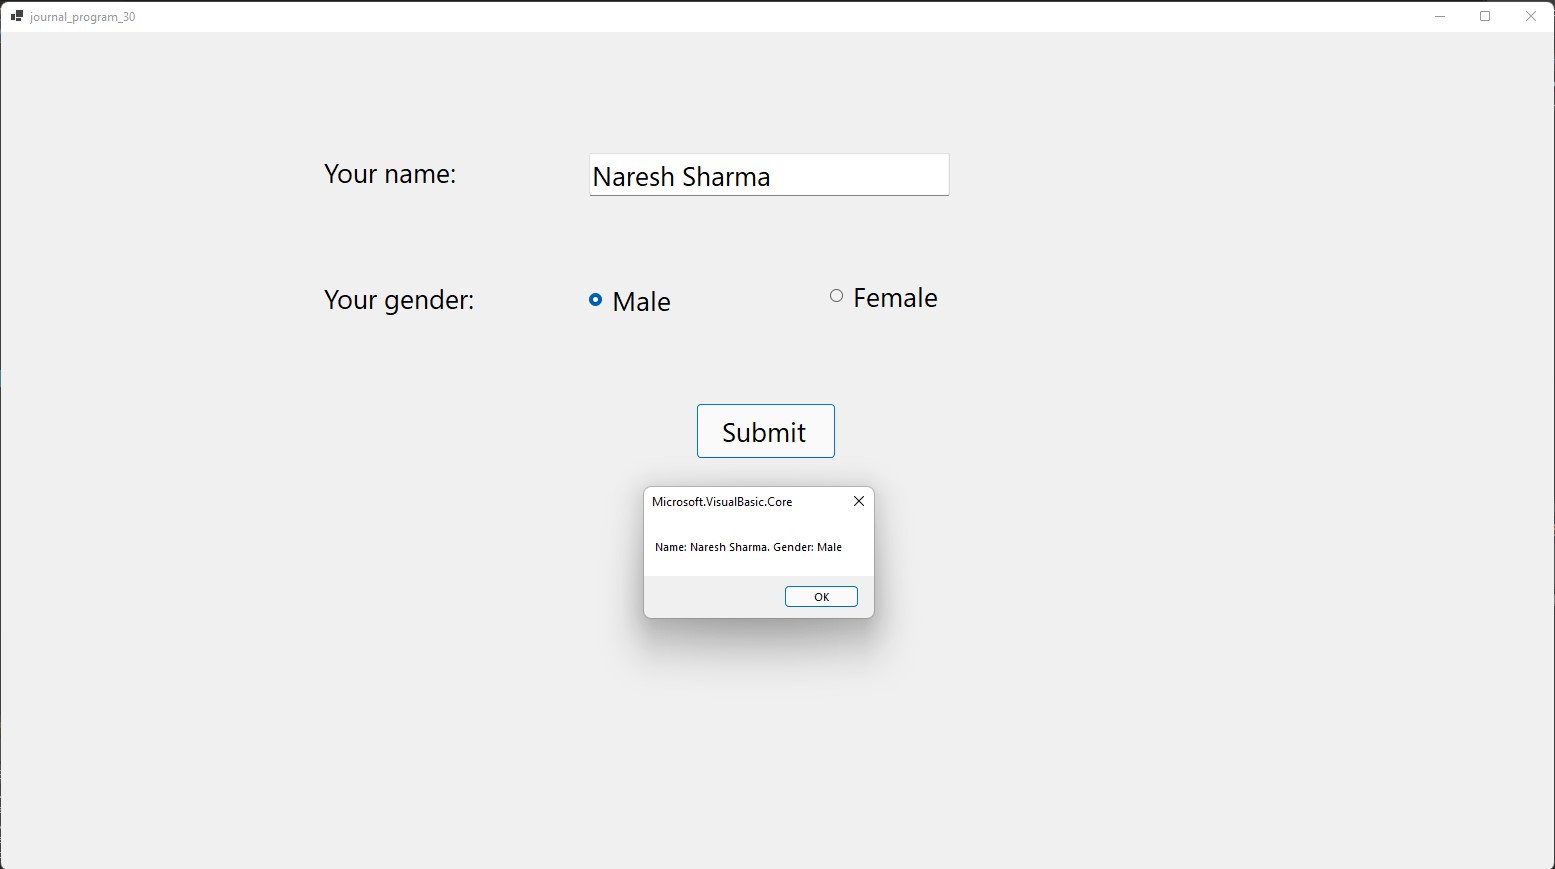 journal_program_30
Your name:
Naresh Sharma
Your gender:
Male
Female
Submit
Microsoft.VisualBasic.Core
Name: Naresh Sharma. Gender: Male
OK